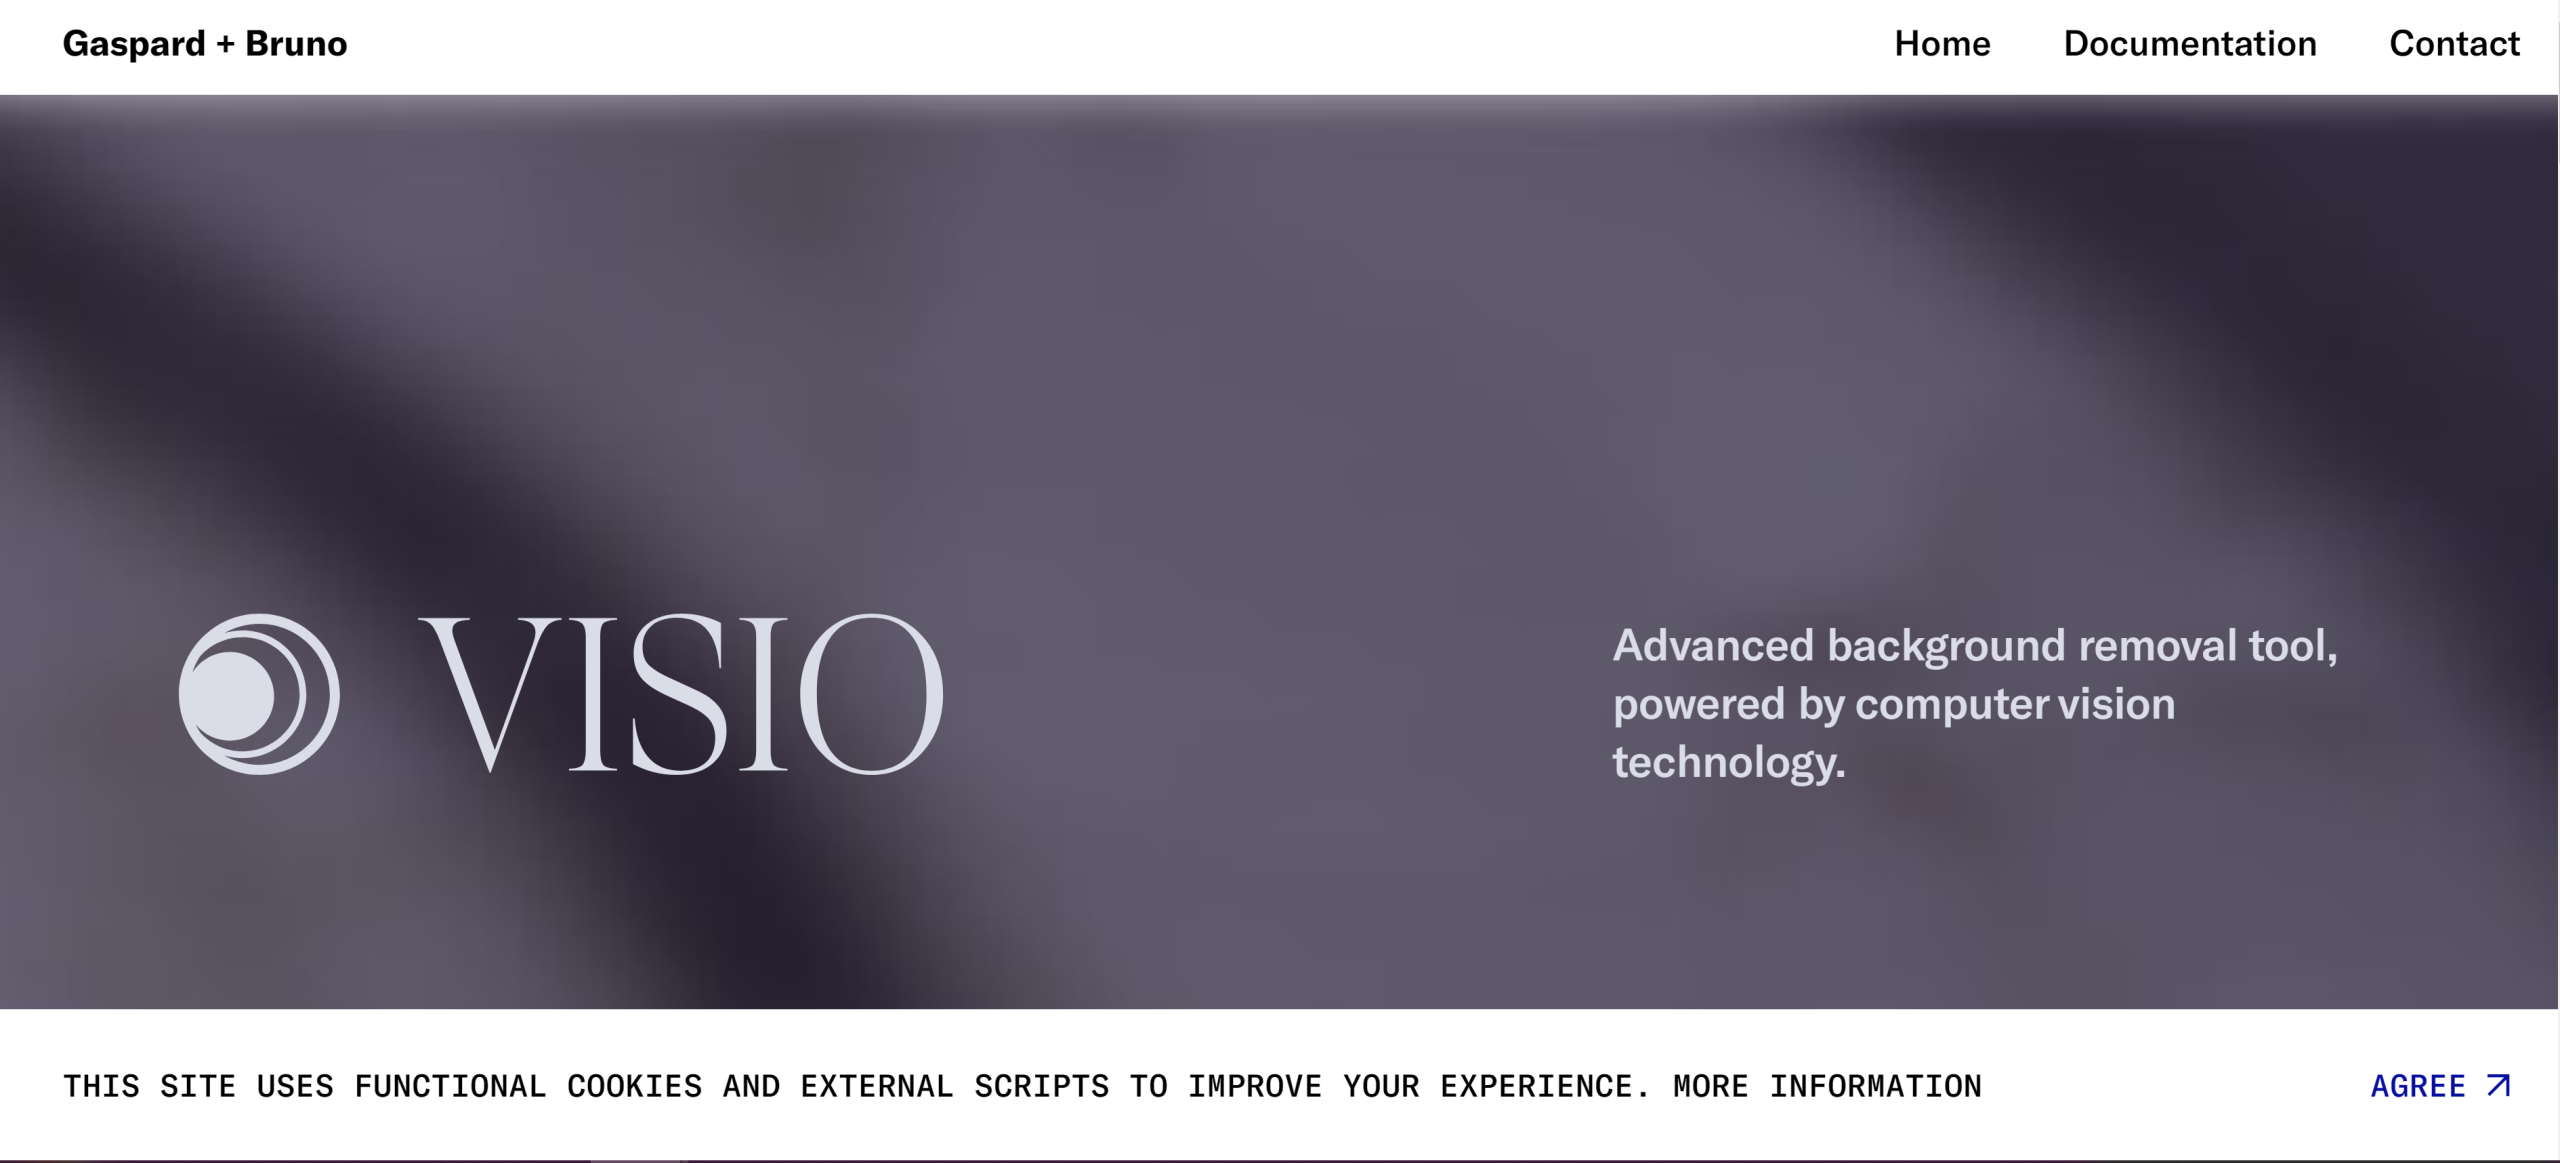 Gaspard + Bruno
Home Documentation Contact
VISIO
Advanced background removal tool,
powered by computer vision
technology.
THIS SITE USES FUNCTIONAL COOKIES AND EXTERNAL SCRIPTS TO IMPROVE YOUR EXPERIENCE. MORE INFORMATION
AGREE